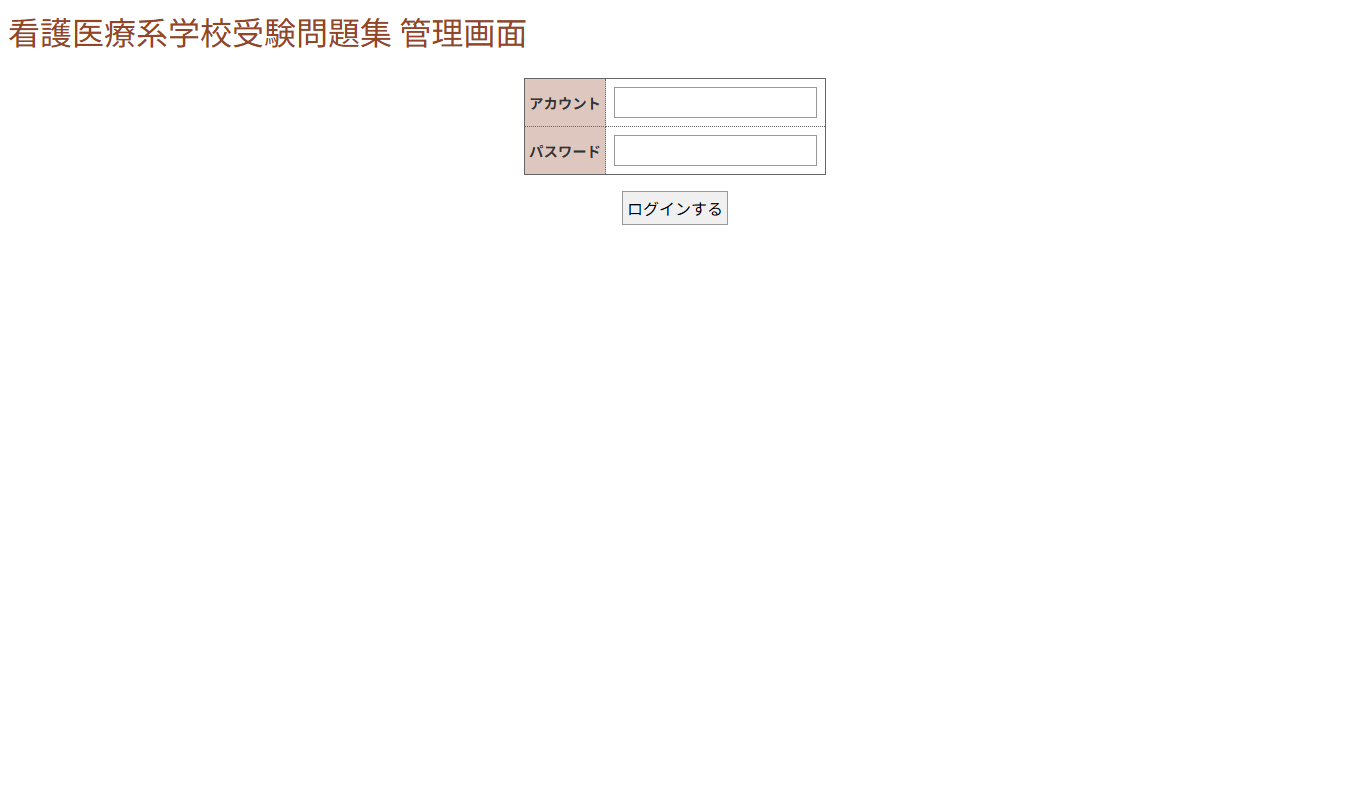 看護医療系学校受験問題集 管理画面
アカウント
パスワード
ログインする